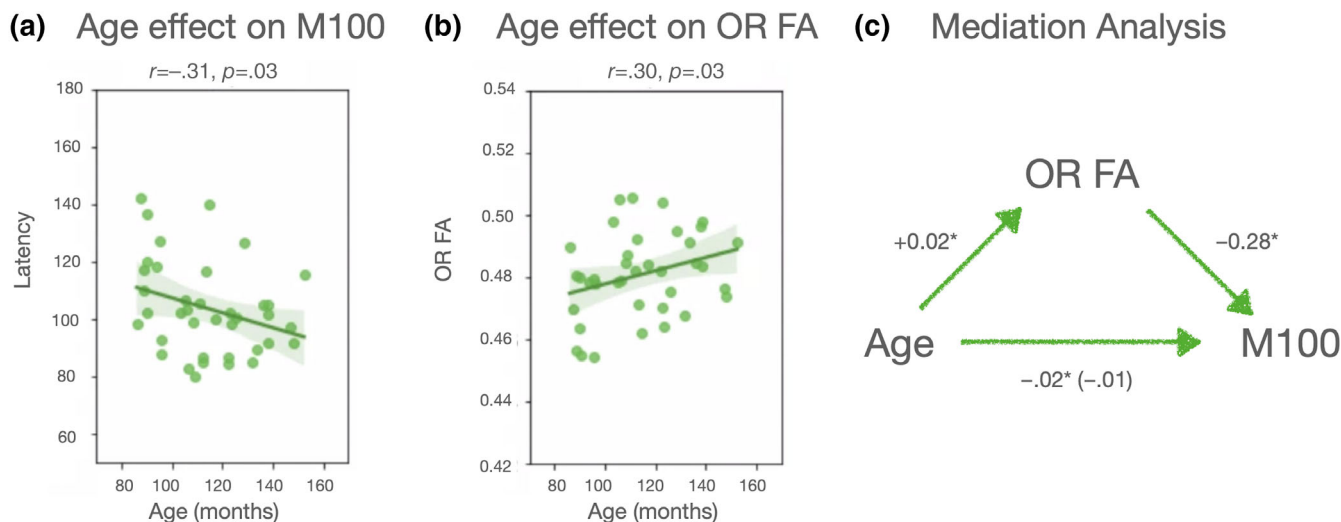 (a) Age effect on M100
r=–.31, p=.03
180
160
140
120
100
80
60
Latency
80 100 120 140 160
Age (months)
(b) Age effect on OR FA
r=.30, p=.03
0.54
0.52
0.50
0.48
0.46
0.44
0.42
OR FA
80 100 120 140 160
Age (months)
(c) Mediation Analysis
OR FA
+0.02*
–0.28*
Age
M100
–.02* (–.01)